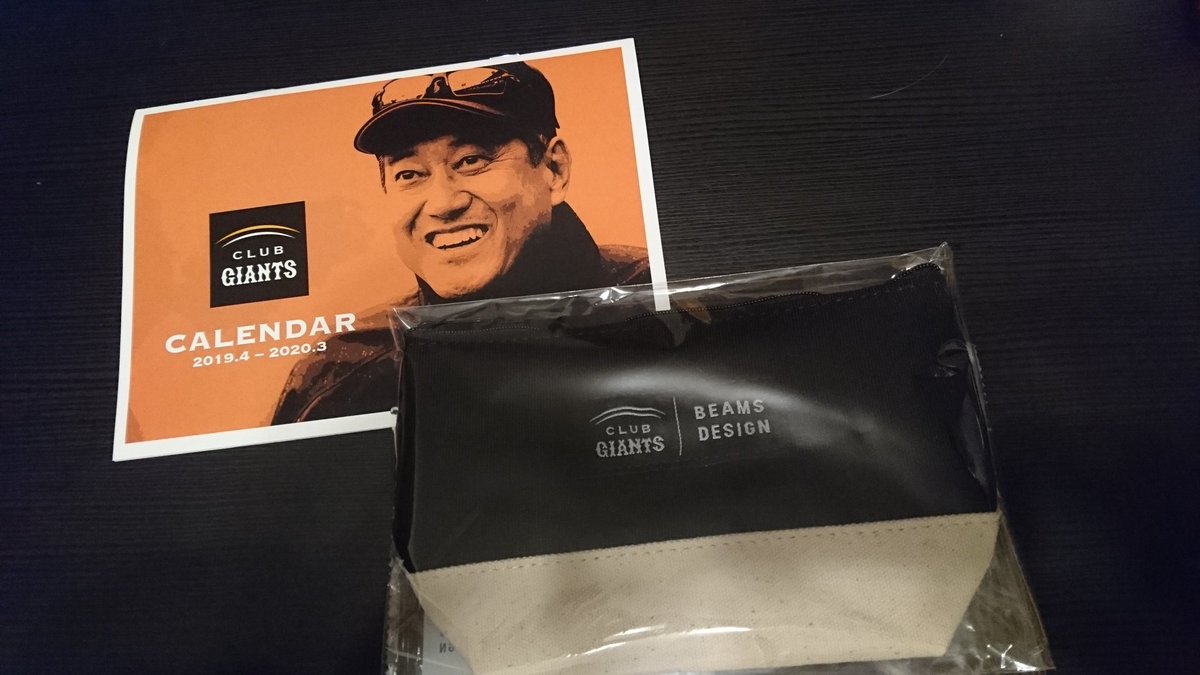 CLUB
GIANTS
CALENDAR
2019.4 – 2020.3
CLUB
GIANTS
BEAMS
DESIGN